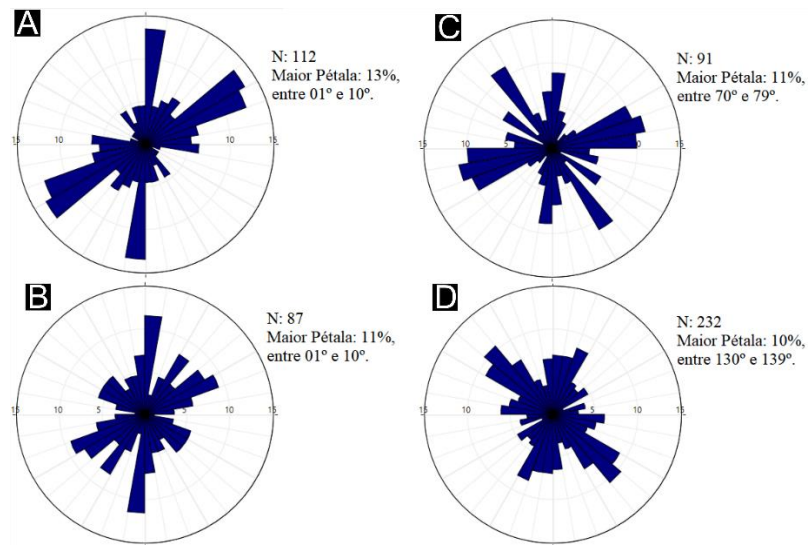 A
N: 112
Maior Pétala: 13%,
entre 01º e 10º.
15 10 10 15
C
N: 91
Maior Pétala: 11%,
entre 70º e 79º.
15 10 5 10 15
B
N: 87
Maior Pétala: 11%,
entre 01º e 10º.
15 10 5 5 10 15
D
N: 232
Maior Pétala: 10%,
entre 130º e 139º.
15 10 5 5 10 15